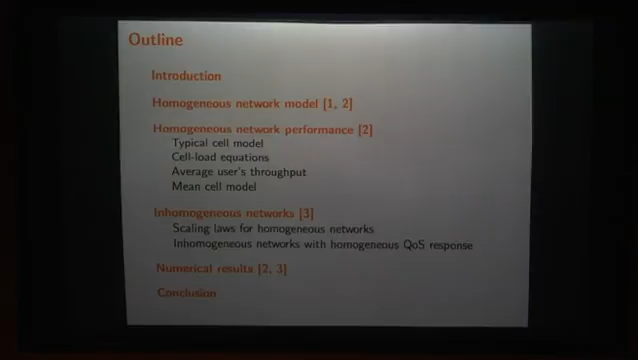 Outline
Introduction
Homogeneous network model [1, 2]
Homogeneous network performance [2]
Typical cell model
Cell-load equations
Average user's throughput
Mean cell model
Inhomogeneous networks [3]
Scaling laws for homogeneous networks
Inhomogeneous networks with homogeneous QoS response
Numerical results [2, 3]
Conclusion